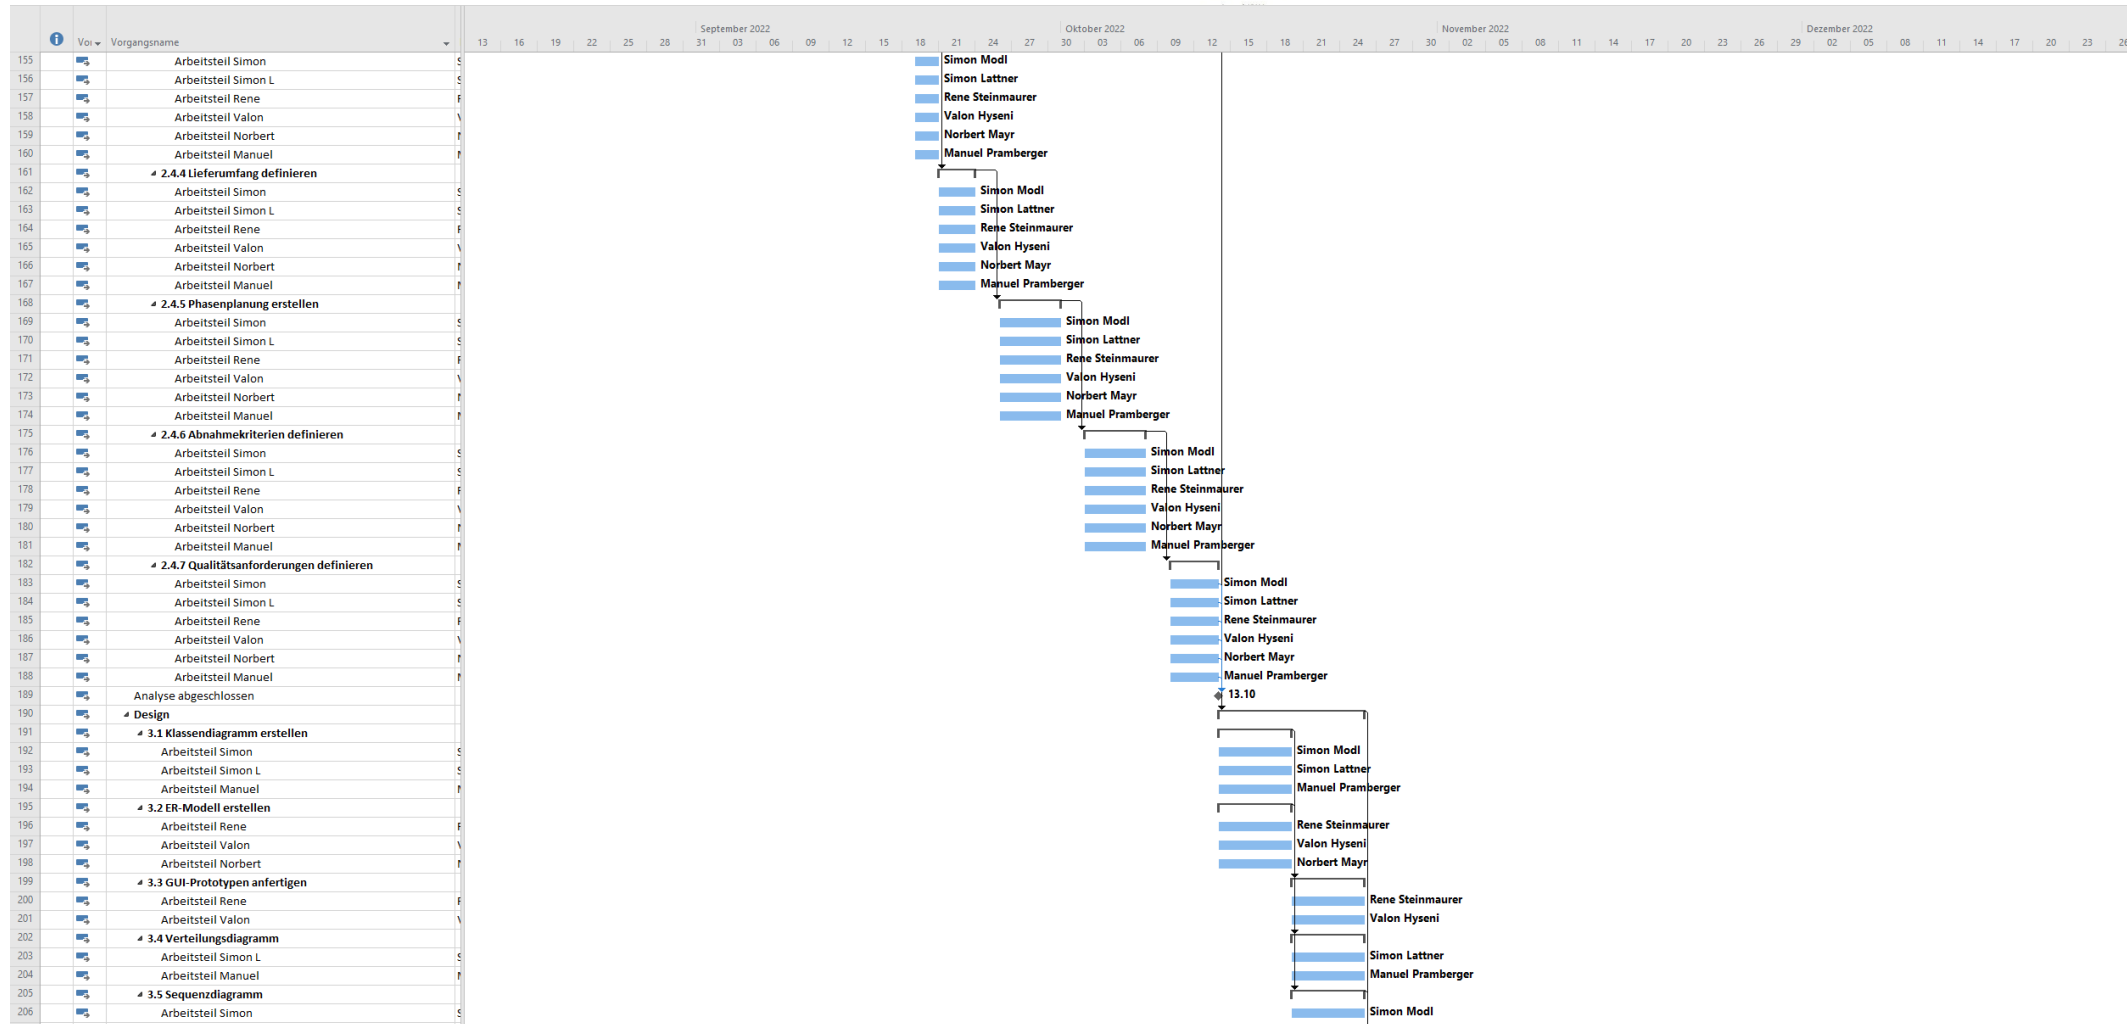 September 2022 Oktober 2022 November 2022 Dezember 2022
Vorgangsname 13 16 19 22 25 28 31 03 06 09 12 15 18 21 24 27 30 03 06 09 12 15 18 21 24 27 30 02 05 08 11 14 17 20 23 26 29 02 05 08 11 14 17 20 23 26
155 Arbeitsteil Simon Simon Modl
156 Arbeitsteil Simon L Simon Lattner
157 Arbeitsteil Rene Rene Steinmaurer
158 Arbeitsteil Valon Valon Hyseni
159 Arbeitsteil Norbert Norbert Mayr
160 Arbeitsteil Manuel Manuel Pramberger
161 2.4.4 Lieferumfang definieren
162 Arbeitsteil Simon Simon Modl
163 Arbeitsteil Simon L Simon Lattner
164 Arbeitsteil Rene Rene Steinmaurer
165 Arbeitsteil Valon Valon Hyseni
166 Arbeitsteil Norbert Norbert Mayr
167 Arbeitsteil Manuel Manuel Pramberger
168 2.4.5 Phasenplanung erstellen
169 Arbeitsteil Simon Simon Modl
170 Arbeitsteil Simon L Simon Lattner
171 Arbeitsteil Rene Rene Steinmaurer
172 Arbeitsteil Valon Valon Hyseni
173 Arbeitsteil Norbert Norbert Mayr
174 Arbeitsteil Manuel Manuel Pramberger
175 2.4.6 Abnahmekriterien definieren
176 Arbeitsteil Simon Simon Modl
177 Arbeitsteil Simon L Simon Lattner
178 Arbeitsteil Rene Rene Steinmaurer
179 Arbeitsteil Valon Valon Hyseni
180 Arbeitsteil Norbert Norbert Mayr
181 Arbeitsteil Manuel Manuel Pramberger
182 2.4.7 Qualitätsanforderungen definieren
183 Arbeitsteil Simon Simon Modl
184 Arbeitsteil Simon L Simon Lattner
185 Arbeitsteil Rene Rene Steinmaurer
186 Arbeitsteil Valon Valon Hyseni
187 Arbeitsteil Norbert Norbert Mayr
188 Arbeitsteil Manuel Manuel Pramberger
189 Analyse abgeschlossen 13.10
190 Design
191 3.1 Klassendiagramm erstellen
192 Arbeitsteil Simon Simon Modl
193 Arbeitsteil Simon L Simon Lattner
194 Arbeitsteil Manuel Manuel Pramberger
195 3.2 ER-Modell erstellen
196 Arbeitsteil Rene Rene Steinmaurer
197 Arbeitsteil Valon Valon Hyseni
198 Arbeitsteil Norbert Norbert Mayr
199 3.3 GUI-Prototypen anfertigen
200 Arbeitsteil Rene Rene Steinmaurer
201 Arbeitsteil Valon Valon Hyseni
202 3.4 Verteilungsdiagramm
203 Arbeitsteil Simon L Simon Lattner
204 Arbeitsteil Manuel Manuel Pramberger
205 3.5 Sequenzdiagramm
206 Arbeitsteil Simon Simon Modl